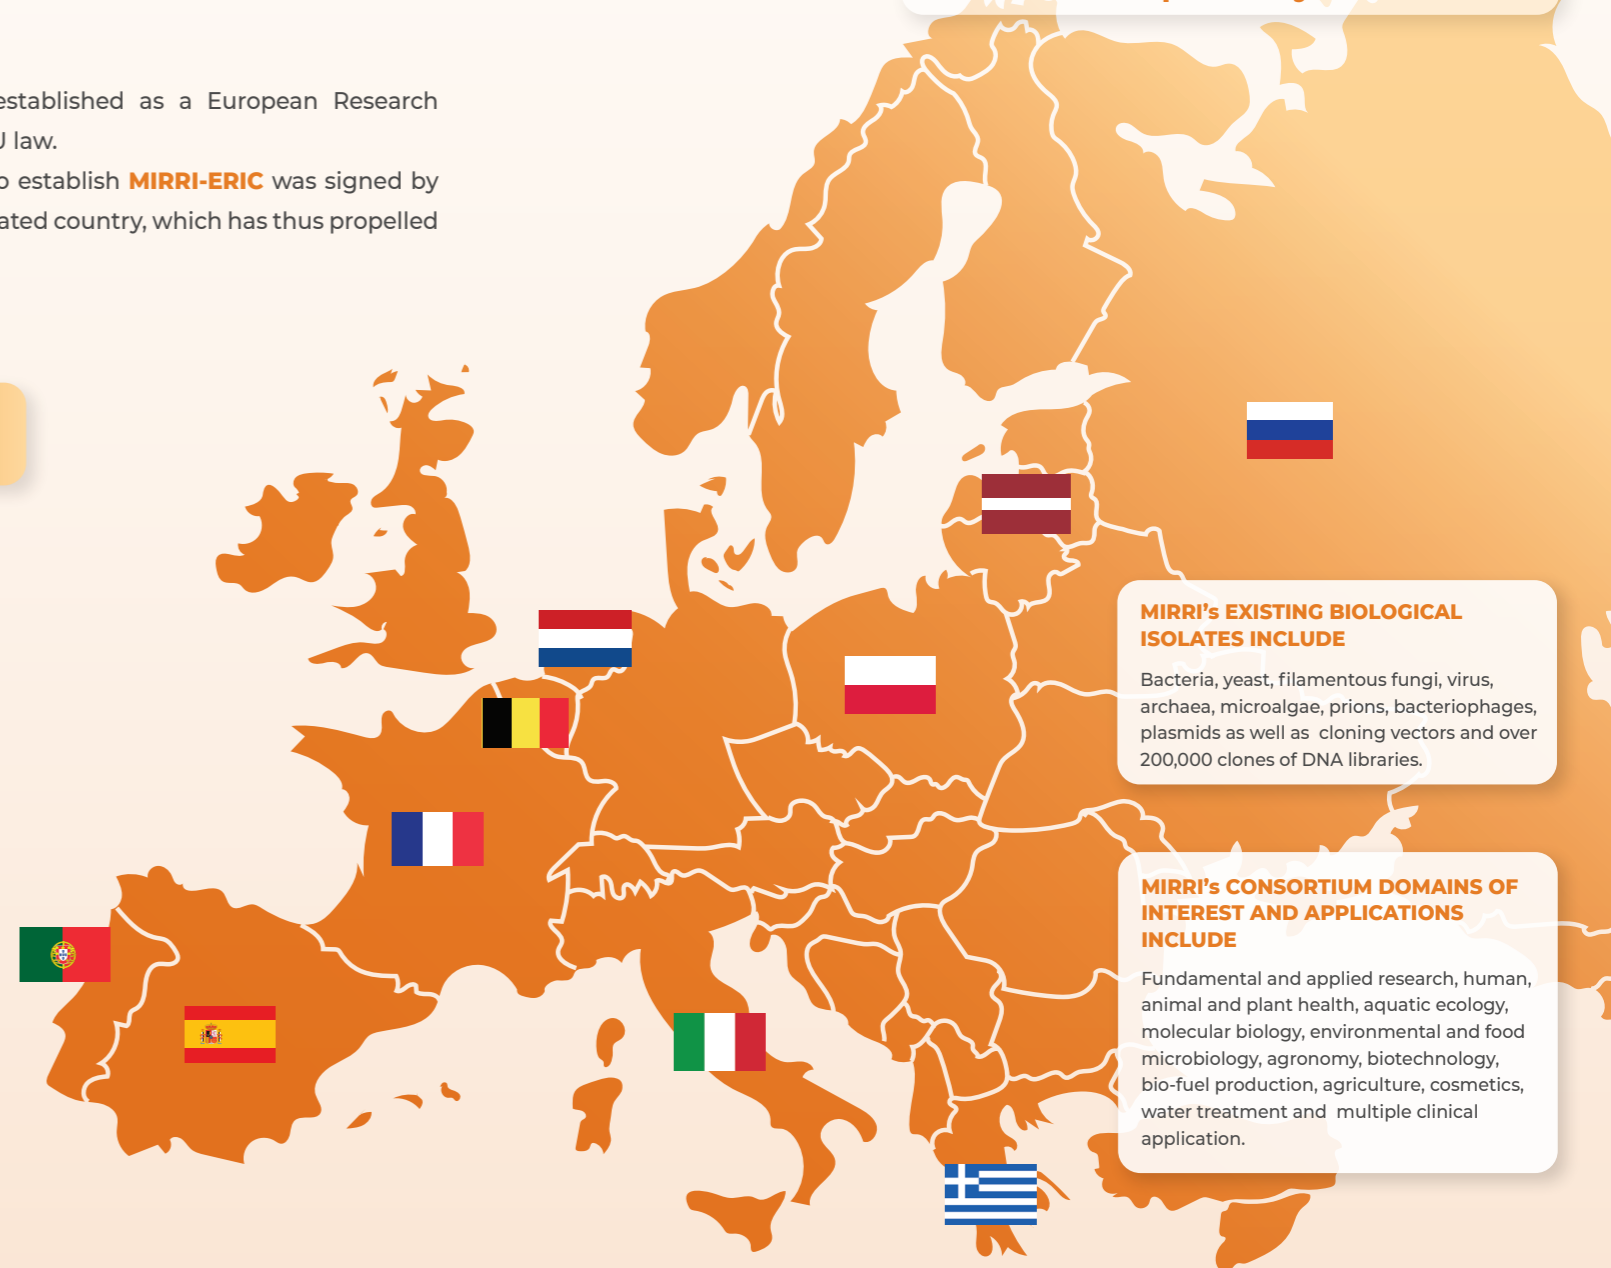 established as a European Research
U law.
o establish MIRRI-ERIC was signed by
ated country, which has thus propelled
MIRRI’s EXISTING BIOLOGICAL
ISOLATES INCLUDE
Bacteria, yeast, filamentous fungi, virus,
archaea, microalgae, prions, bacteriophages,
plasmids as well as cloning vectors and over
200,000 clones of DNA libraries.
MIRRI’s CONSORTIUM DOMAINS OF
INTEREST AND APPLICATIONS
INCLUDE
Fundamental and applied research, human,
animal and plant health, aquatic ecology,
molecular biology, environmental and food
microbiology, agronomy, biotechnology,
bio-fuel production, agriculture, cosmetics,
water treatment and multiple clinical
application.